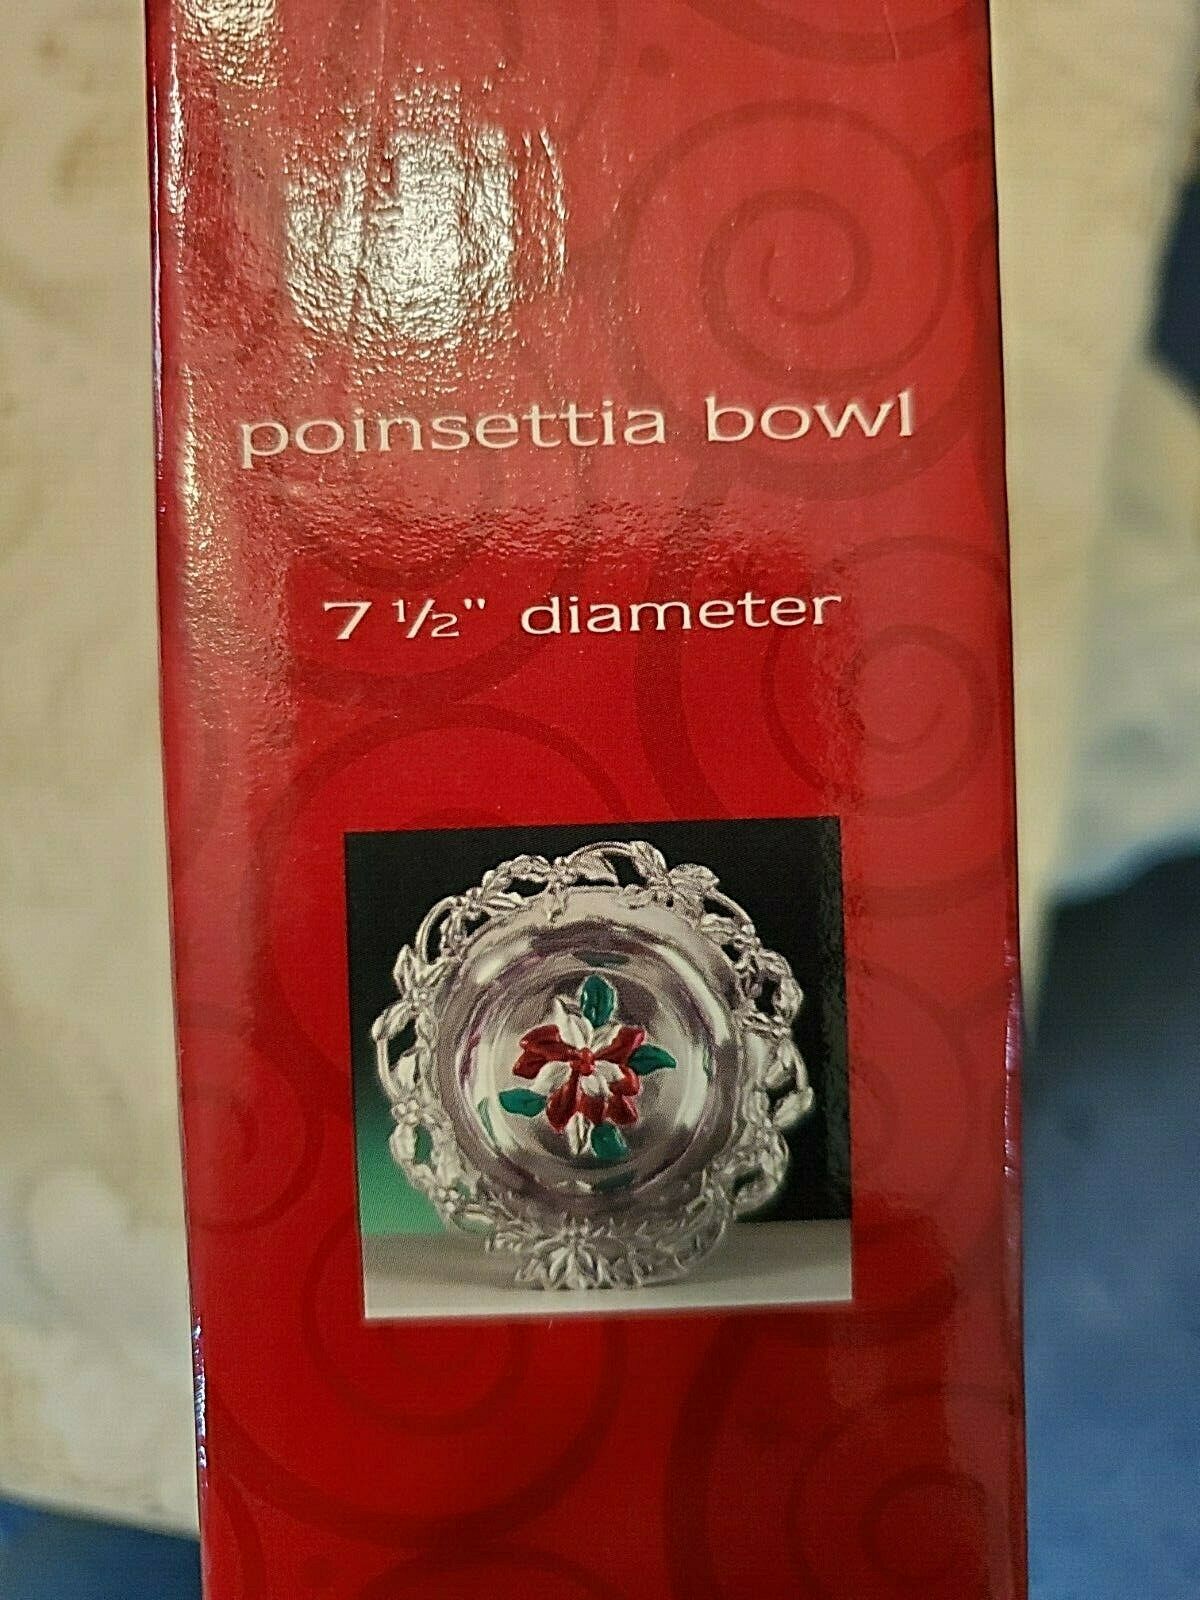 poinsettia bowl
7 1/2" diameter